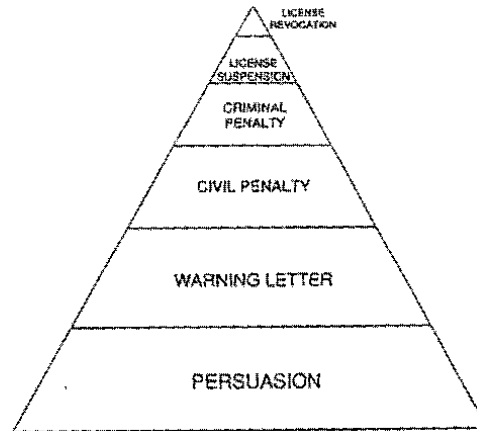 LICENSE
REVOCATION
LICENSE
SUSPENSION
CRIMINAL
PENALTY
CIVIL PENALTY
WARNING LETTER
PERSUASION